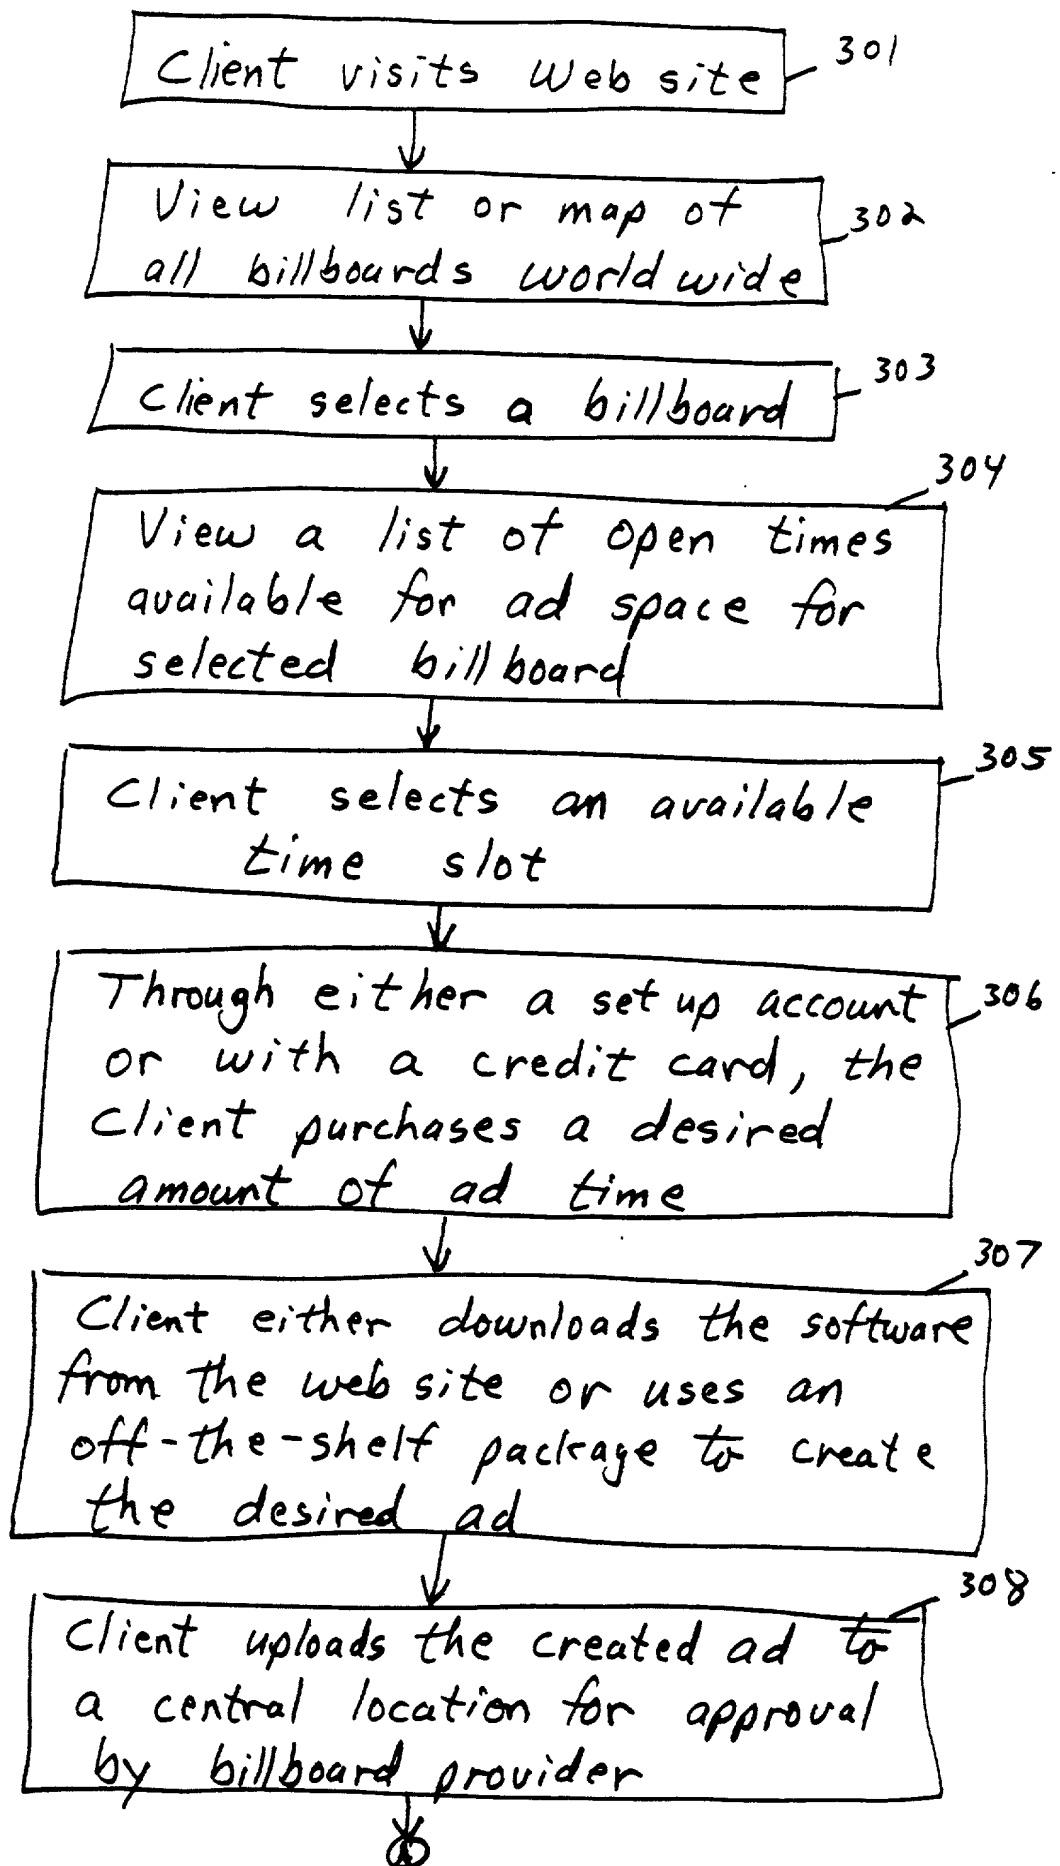 Client visits Web site
301
View list or map of
all billboards worldwide
302
Client selects a billboard
303
304
View a list of open times
available for ad space for
selected billboard
305
Client selects an available
time slot
Through either a set up account
or with a credit card, the
Client purchases a desired
amount of ad time
306
307
Client either downloads the software
from the web site or uses an
off-the-shelf package to create
the desired ad
308
Client uploads the created ad to
a central location for approval
by billboard provider